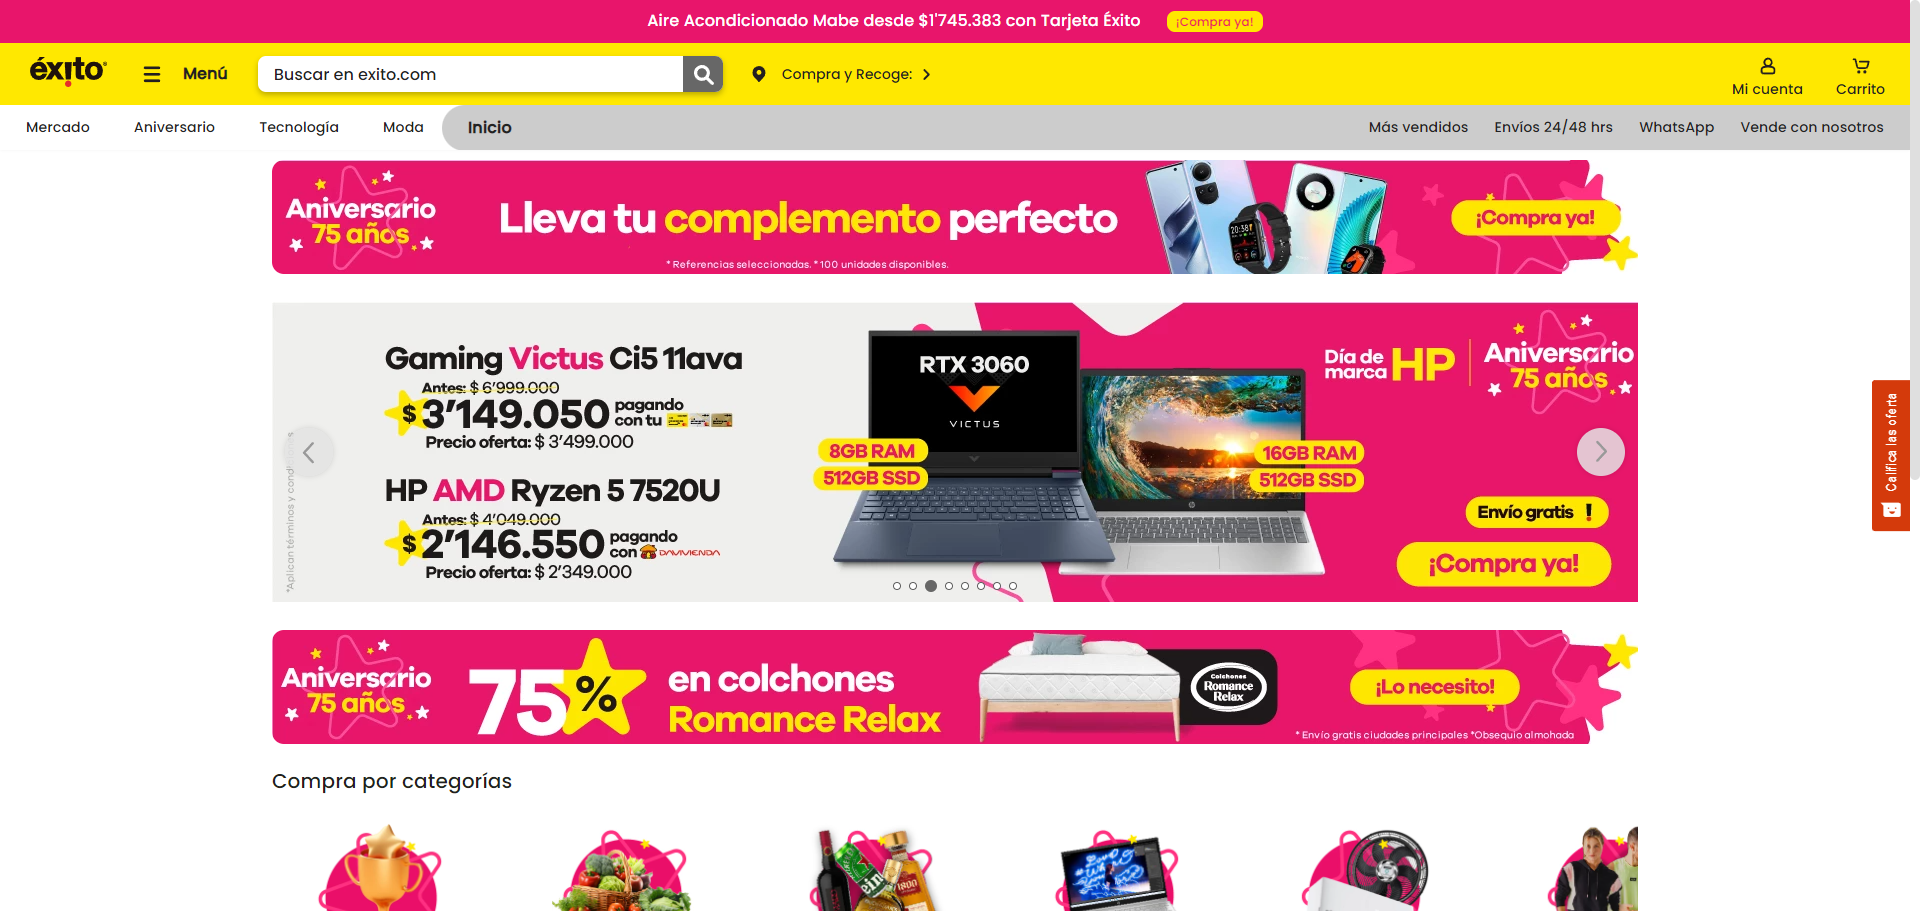 Aire Acondicionado Mabe desde $1'745.383 con Tarjeta Éxito ¡Compra ya!
éxito
Menú
Buscar en exito.com
Compra y Recoge:
Mi cuenta
Carrito
Mercado
Aniversario
Tecnología
Moda
Inicio
Más vendidos
Envíos 24/48 hrs
WhatsApp
Vende con nosotros
Aniversario
75 años
Lleva tu complemento perfecto
* Referencias seleccionadas. * 100 unidades disponibles.
20:38
¡Compra ya!
Gaming Victus Ci5 11ava
Antes: $ 6'999.000
$ 3'149.050 pagando
con tu
Precio oferta: $ 3'499.000
HP AMD Ryzen 5 7520U
Antes: $ 4'049.000
$ 2'146.550 pagando
con DAVIVIENDA
Precio oferta: $ 2'349.000
RTX 3060
VICTUS
8GB RAM
512GB SSD
16GB RAM
512GB SSD
Día de
marca HP
Aniversario
75 años
Envío gratis !
¡Compra ya!
Califica las oferta
Aniversario
75 años
75%
en colchones
Romance Relax
Colchones
Romance
Relax
¡Lo necesito!
* Envío gratis ciudades principales *Obsequio almohada
Compra por categorías
1800